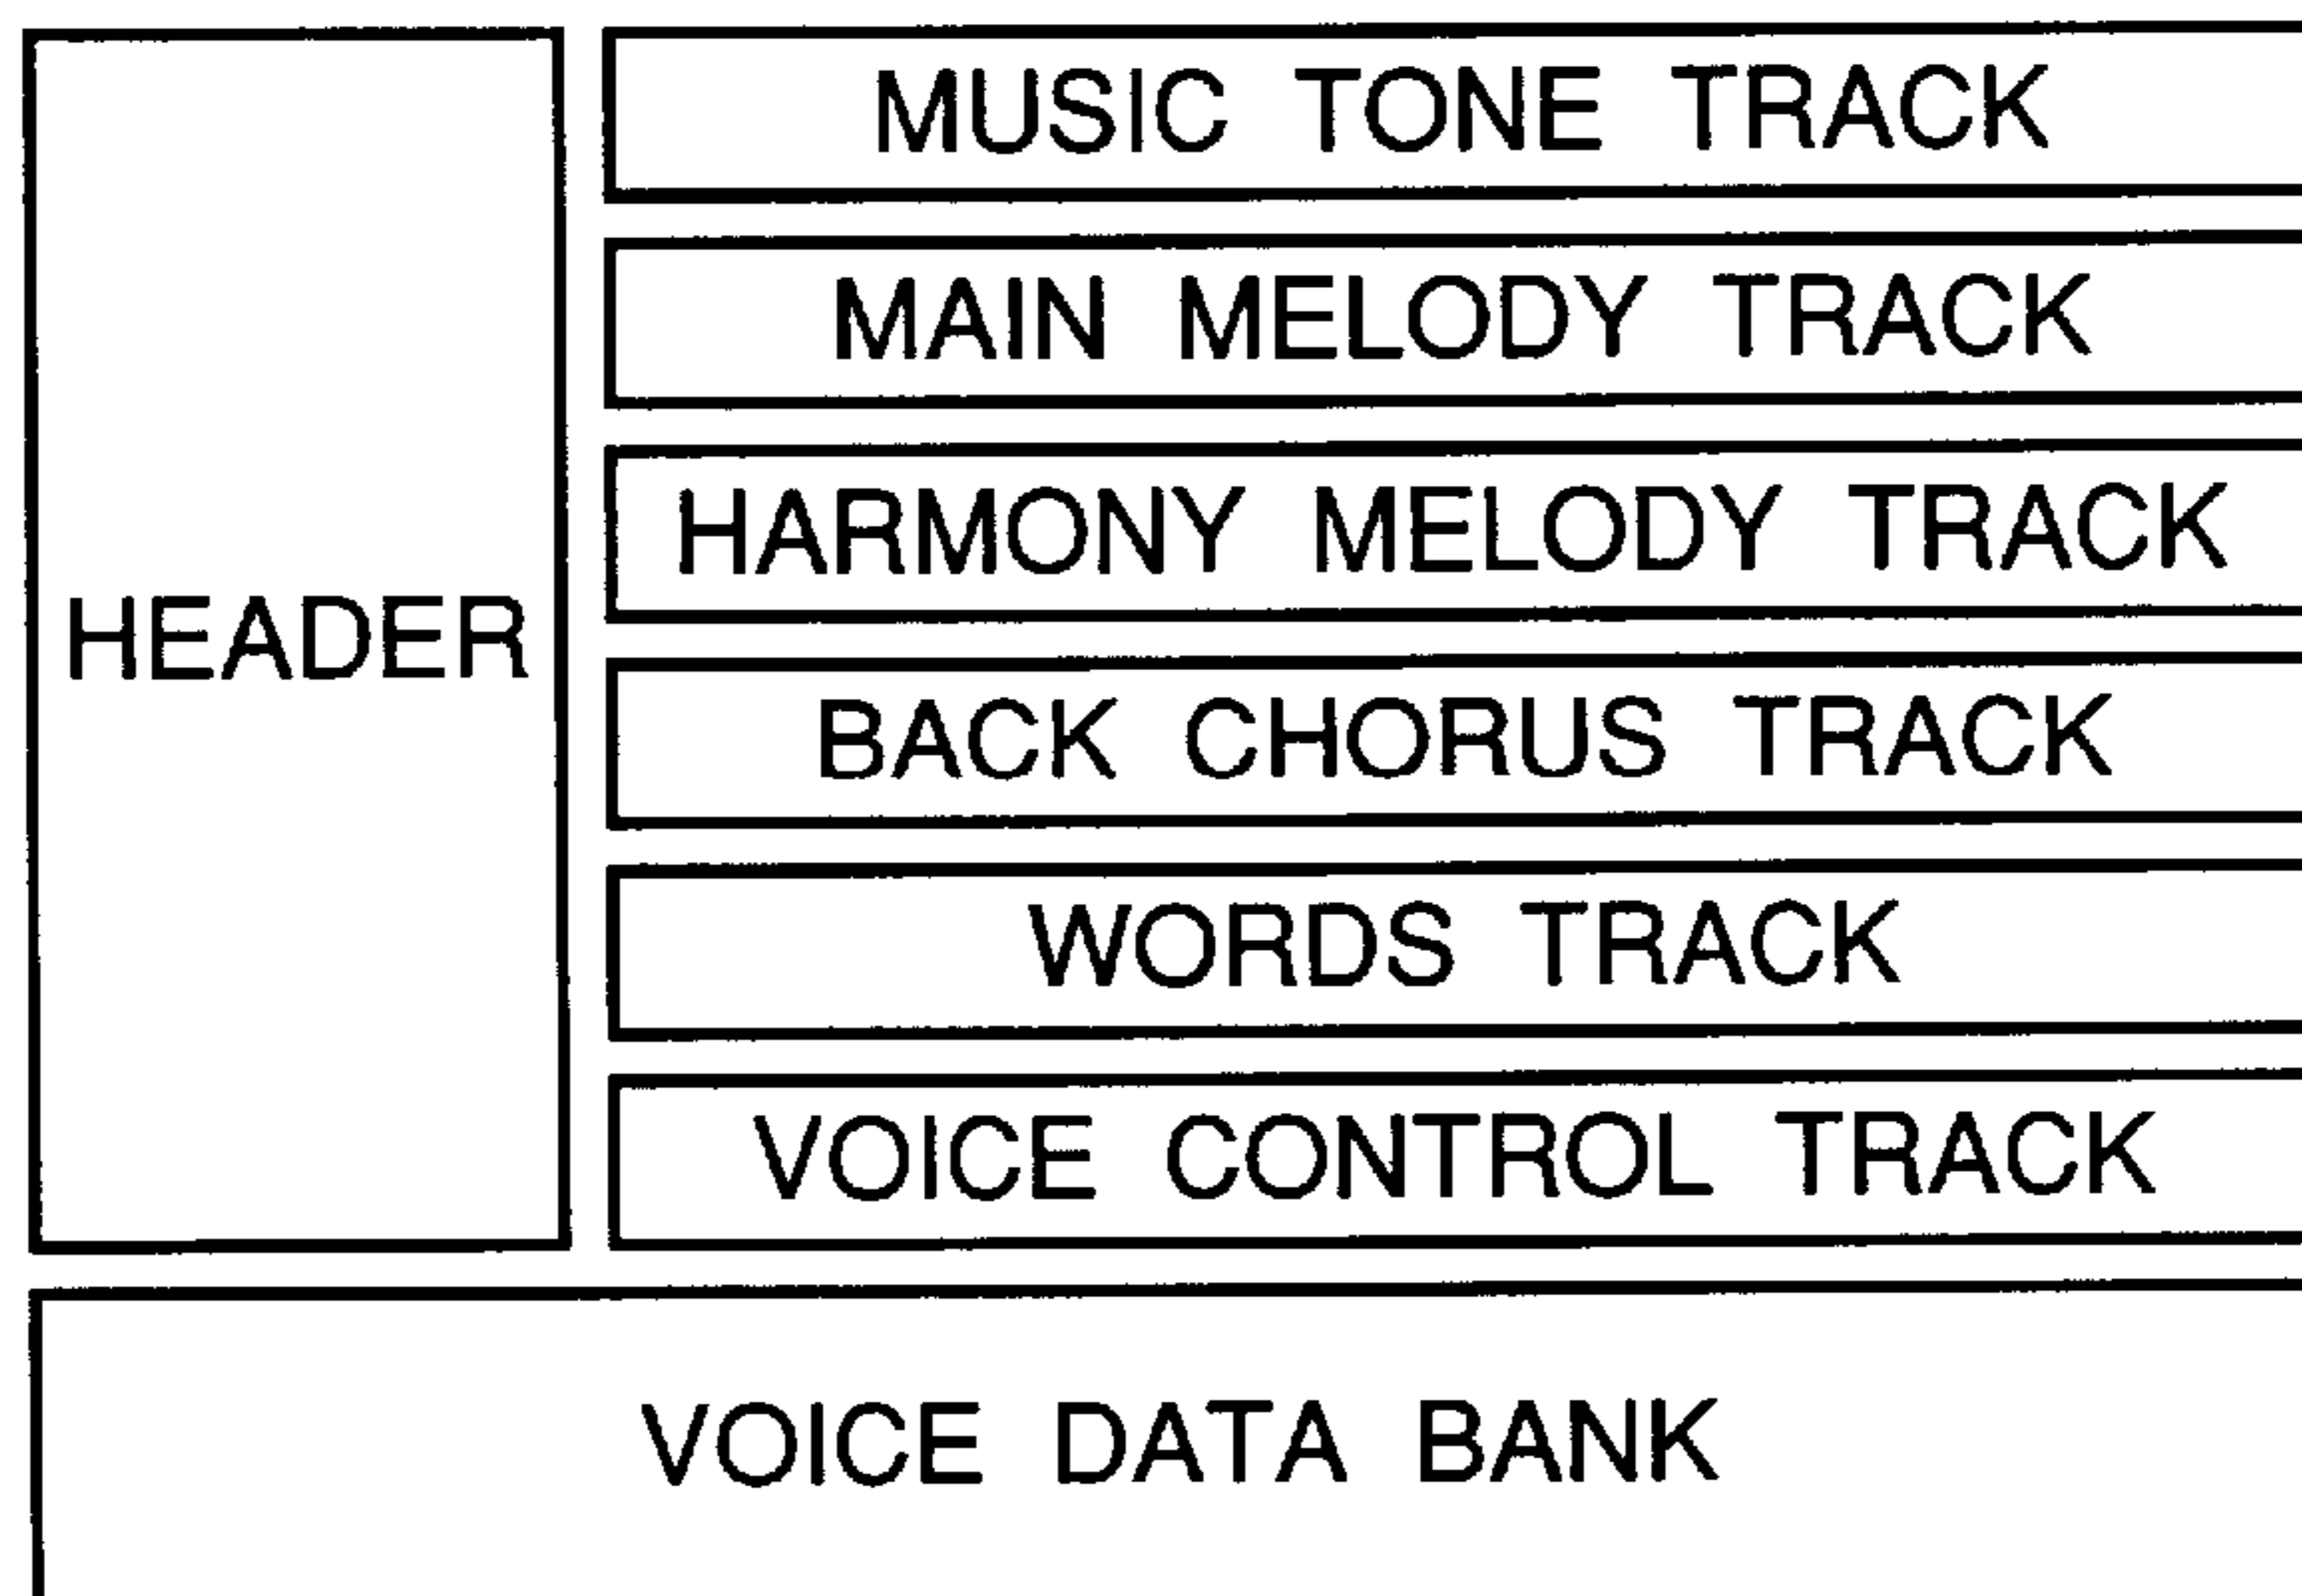 MUSIC TONE TRACK
MAIN MELODY TRACK
HARMONY MELODY TRACK
HEADER
BACK CHORUS TRACK
WORDS TRACK
VOICE CONTROL TRACK
VOICE DATA BANK